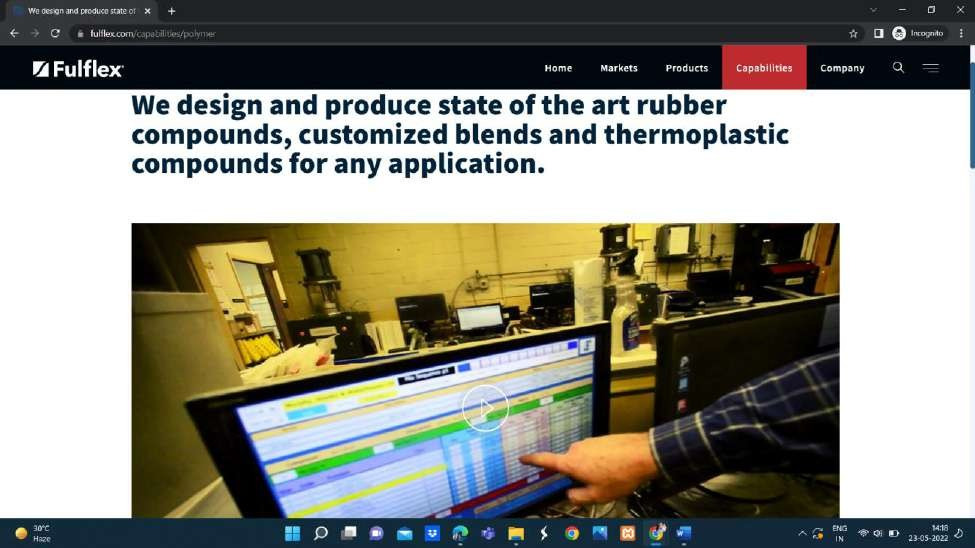 We design and produce state of
fulflex.com/capabilities/polymer
Incognito
Fulflex
Home Markets Products Capabilities Company
We design and produce state of the art rubber
compounds, customized blends and thermoplastic
compounds for any application.
30°C
Haze
ENG
IN
14:18
23-05-2022